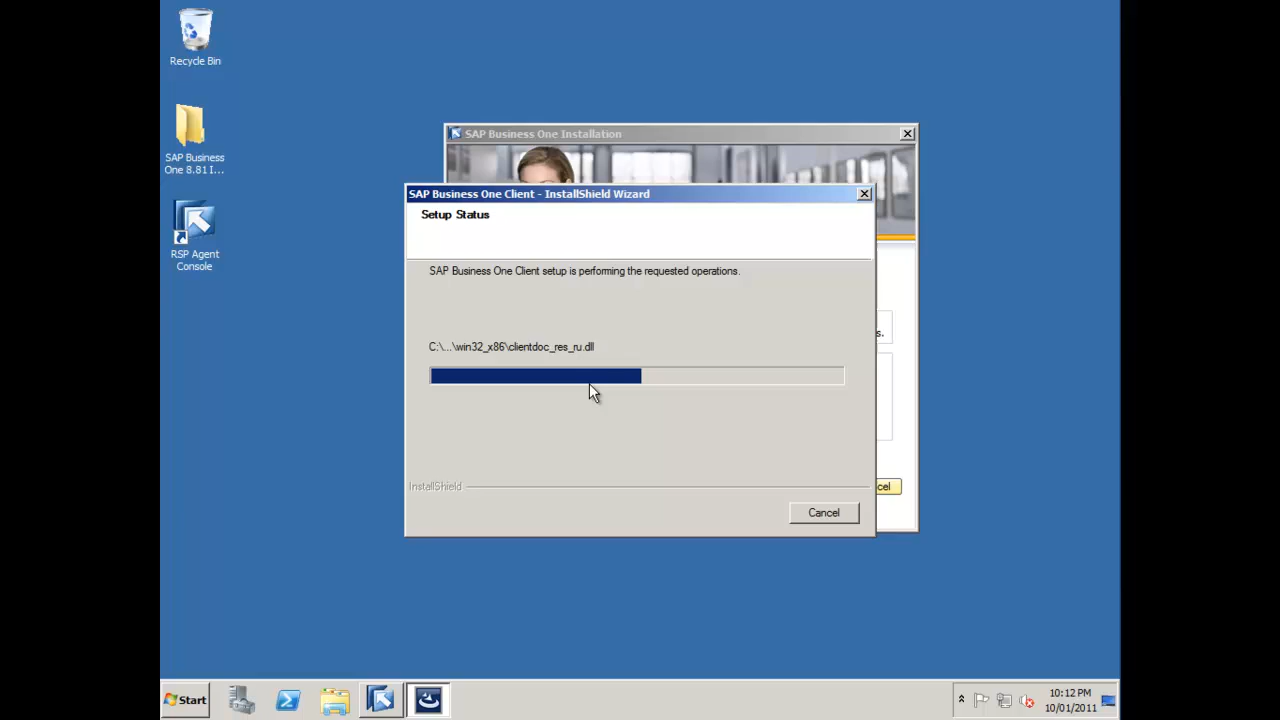 Recycle Bin
SAP Business
One 8.81 I...
RSP Agent
Console
SAP Business One Installation
SAP Business One Client - InstallShield Wizard
Setup Status
SAP Business One Client setup is performing the requested operations.
s.
C:\...\win32_x86\clientdoc_res_ru.dll
cel
InstallShield
Cancel
Start
10:12 PM
10/01/2011